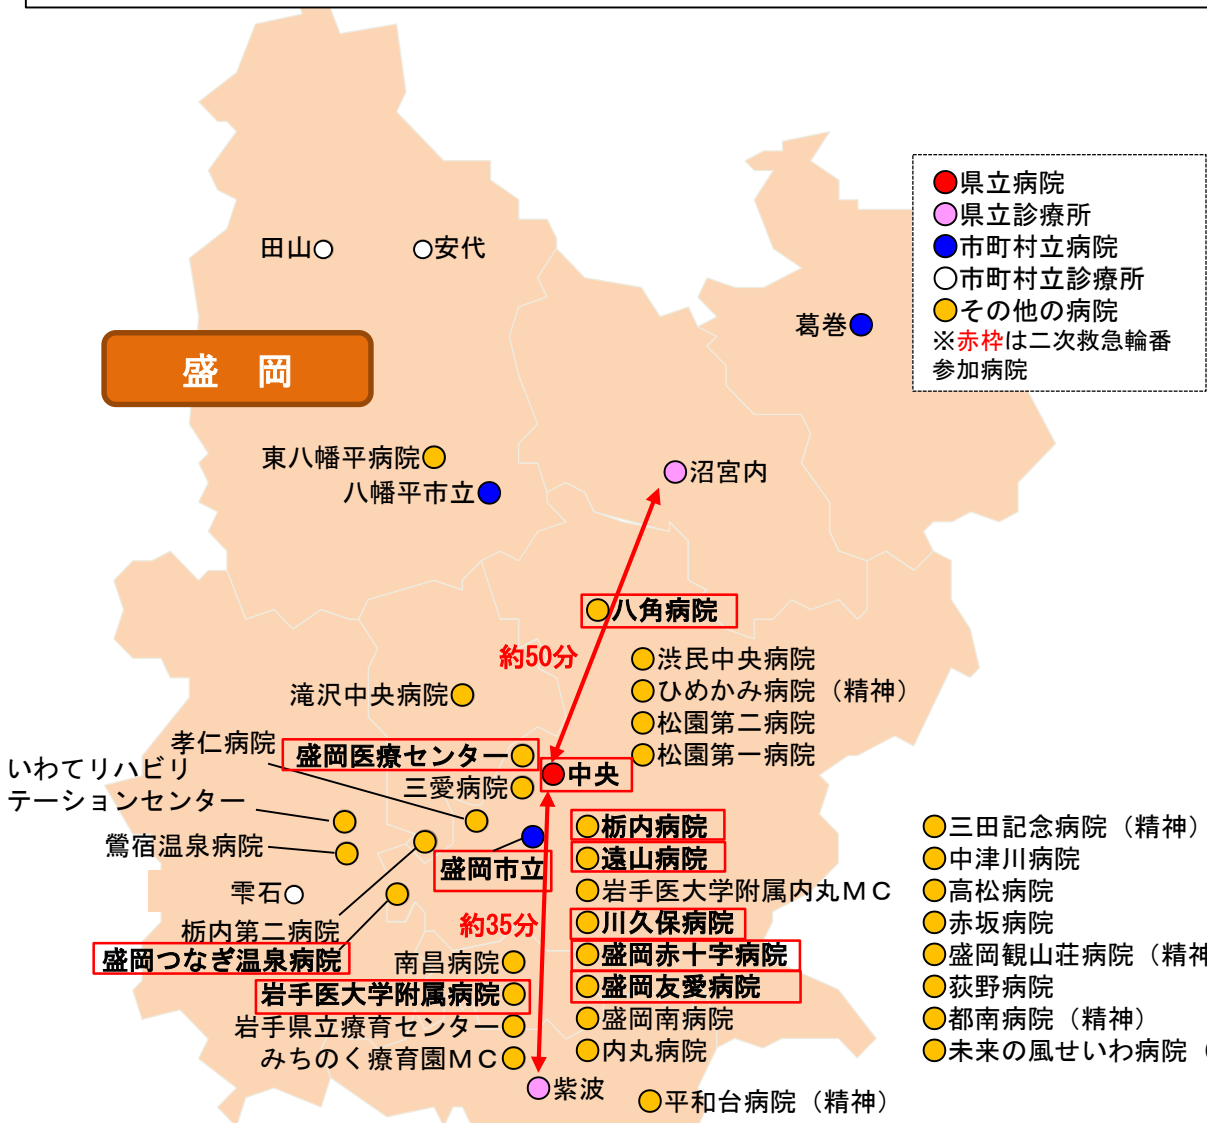 ●県立病院
●県立診療所
●市町村立病院
○市町村立診療所
●その他の病院
※赤枠は二次救急輪番
参加病院
田山
安代
葛巻
盛　岡
東八幡平病院
八幡平市立
沼宮内
八角病院
約50分
渋民中央病院
ひめかみ病院（精神）
松園第二病院
松園第一病院
滝沢中央病院
孝仁病院
盛岡医療センター
中央
三愛病院
いわてリハビリ
テーションセンター
鶯宿温泉病院
盛岡市立
雫石
栃内第二病院
盛岡つなぎ温泉病院
約35分
南昌病院
岩手医大学附属病院
岩手県立療育センター
みちのく療育園ＭＣ
紫波
栃内病院
遠山病院
岩手医大学附属内丸ＭＣ
川久保病院
盛岡赤十字病院
盛岡友愛病院
盛岡南病院
内丸病院
平和台病院（精神）
三田記念病院（精神）
中津川病院
高松病院
赤坂病院
盛岡観山荘病院（精神
荻野病院
都南病院（精神）
未来の風せいわ病院（